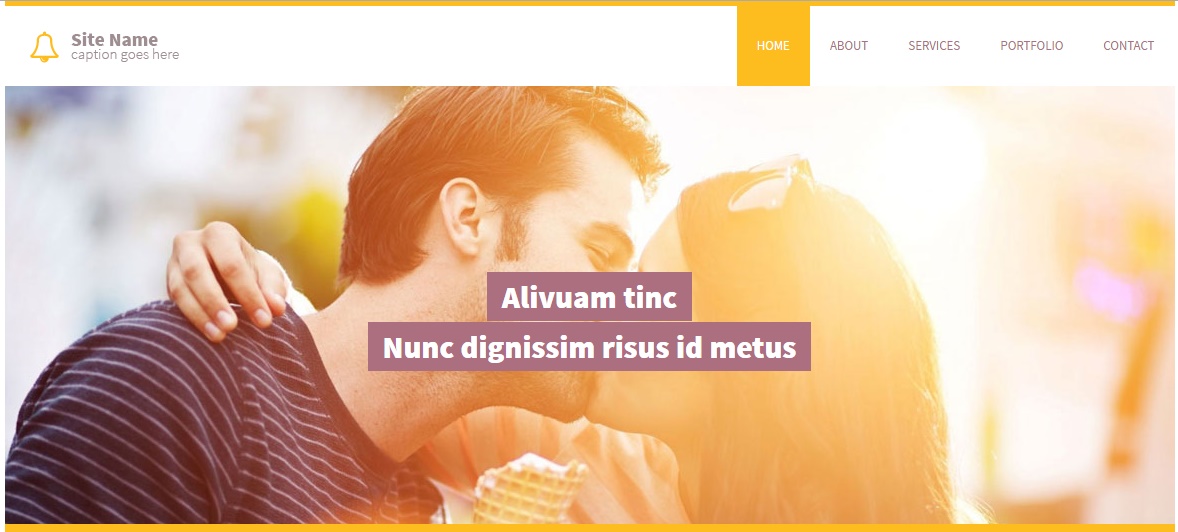 Site Name
caption goes here
HOME ABOUT SERVICES PORTFOLIO CONTACT
Alivuam tinc
Nunc dignissim risus id metus